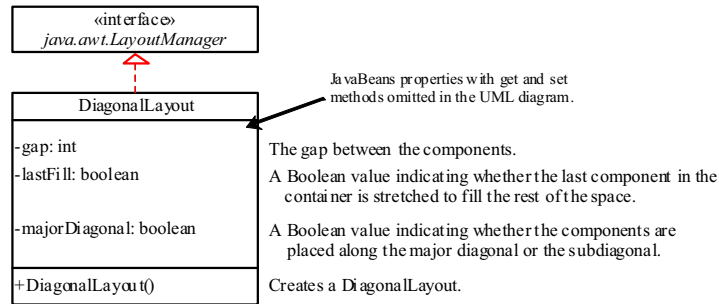 «interface»
java.awt.LayoutManager
JavaBeans properties with get and set
methods omitted in the UML diagram.
DiagonalLayout
-gap: int
The gap between the components.
-lastFill: boolean
A Boolean value indicating whether the last component in the
container is stretched to fill the rest of the space.
-majorDiagonal: boolean
A Boolean value indicating whether the components are
placed along the major diagonal or the subdiagonal.
+DiagonalLayout()
Creates a DiagonalLayout.